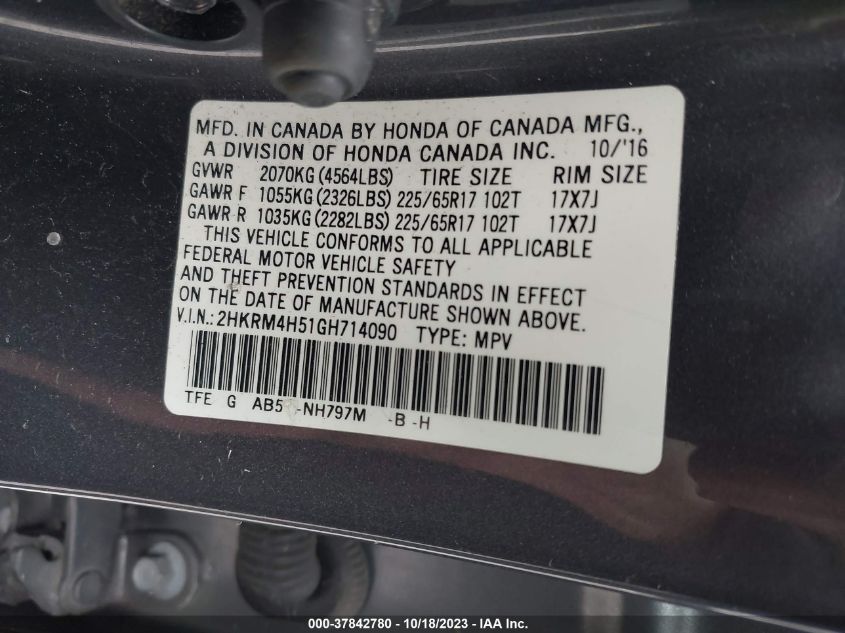 MFD. IN CANADA BY HONDA OF CANADA MFG.,
A DIVISION OF HONDA CANADA INC. 10/'16
GVWR 2070KG (4564LBS) TIRE SIZE RIM SIZE
GAWR F 1055KG (2326LBS) 225/65R17 102T 17X7J
GAWR R 1035KG (2282LBS) 225/65R17 102T 17X7J
THIS VEHICLE CONFORMS TO ALL APPLICABLE
FEDERAL MOTOR VEHICLE SAFETY
AND THEFT PREVENTION STANDARDS IN EFFECT
ON THE DATE OF MANUFACTURE SHOWN ABOVE.
V.I.N.: 2HKRM4H51GH714090 TYPE: MPV
TFE G AB5 -NH797M -B -H
000-37842780 - 10/18/2023 - IAA Inc.